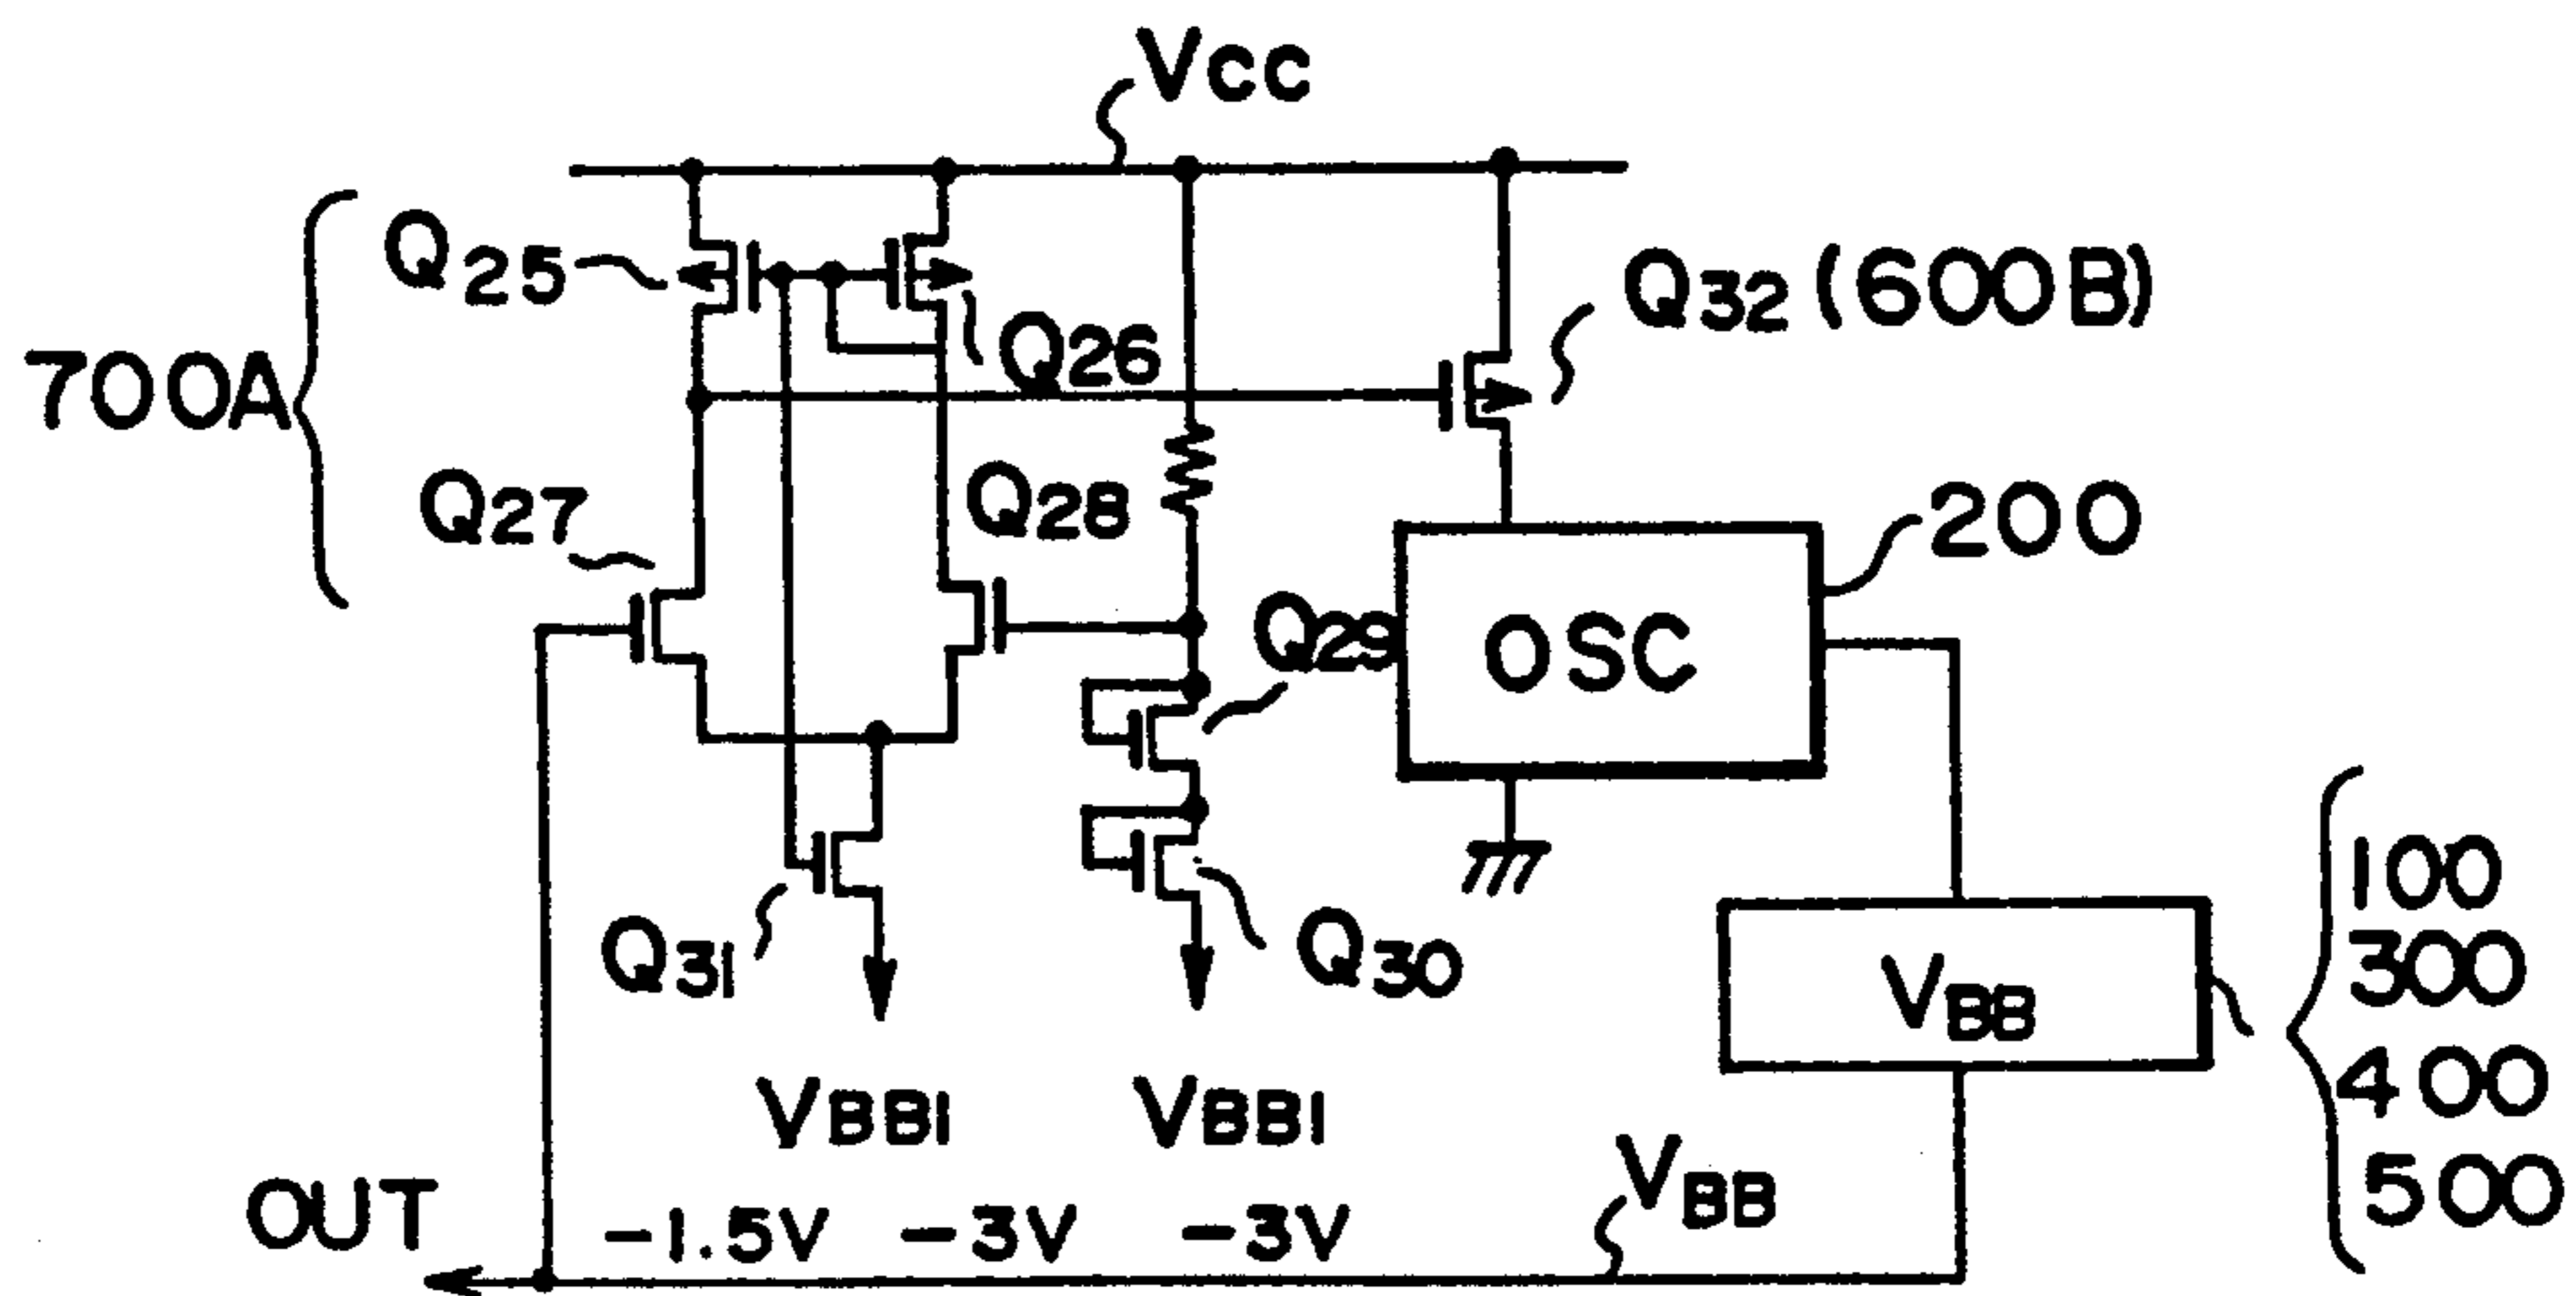 Vcc
Q25
Q26
Q32 (600B)
700A
Q27
Q28
200
Q29
OSC
Q31
Q30
100
300
400
500
VBB
VBB1
VBB1
VBB
OUT
-1.5V
-3V
-3V